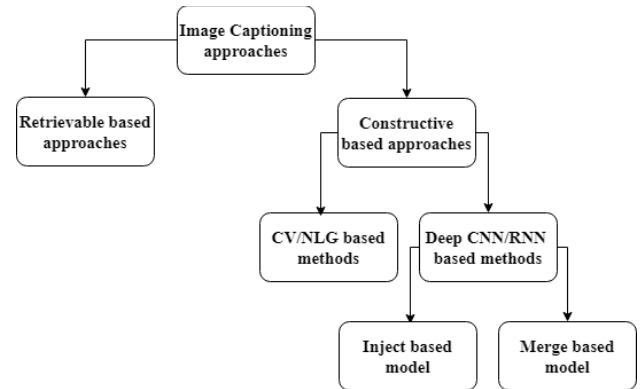 Image Captioning
approaches
Retrievable based
approaches
Constructive
based approaches
CV/NLG based
methods
Deep CNN/RNN
based methods
Inject based
model
Merge based
model